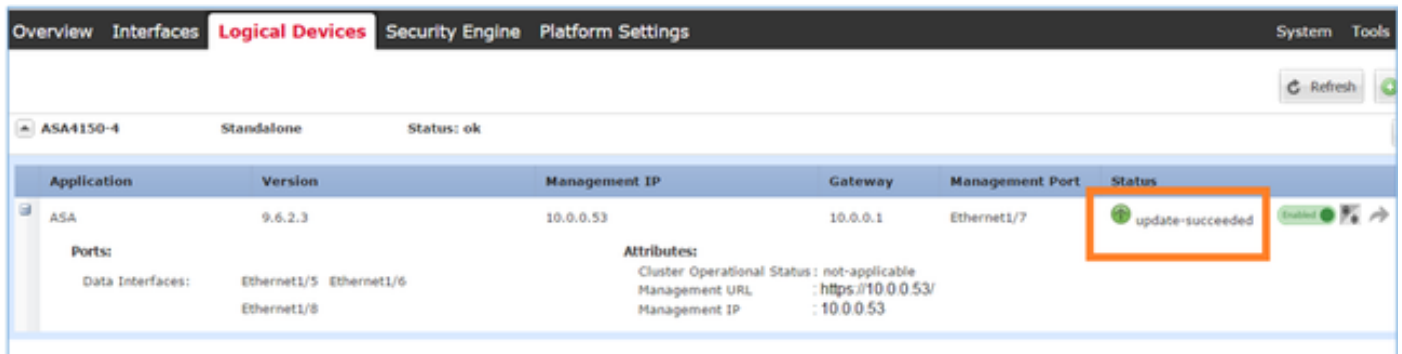 Overview Interfaces Logical Devices Security Engine Platform Settings System Tools
Refresh
ASA4150-4 Standalone Status: ok
Application Version Management IP Gateway Management Port Status
ASA 9.6.2.3 10.0.0.53 10.0.0.1 Ethernet1/7 update-succeeded Enabled
Ports: Attributes:
Cluster Operational Status : not-applicable
Data Interfaces: Ethernet1/5 Ethernet1/6
Management URL : https://10.0.0.53/
Ethernet1/8 Management IP : 10.0.0.53